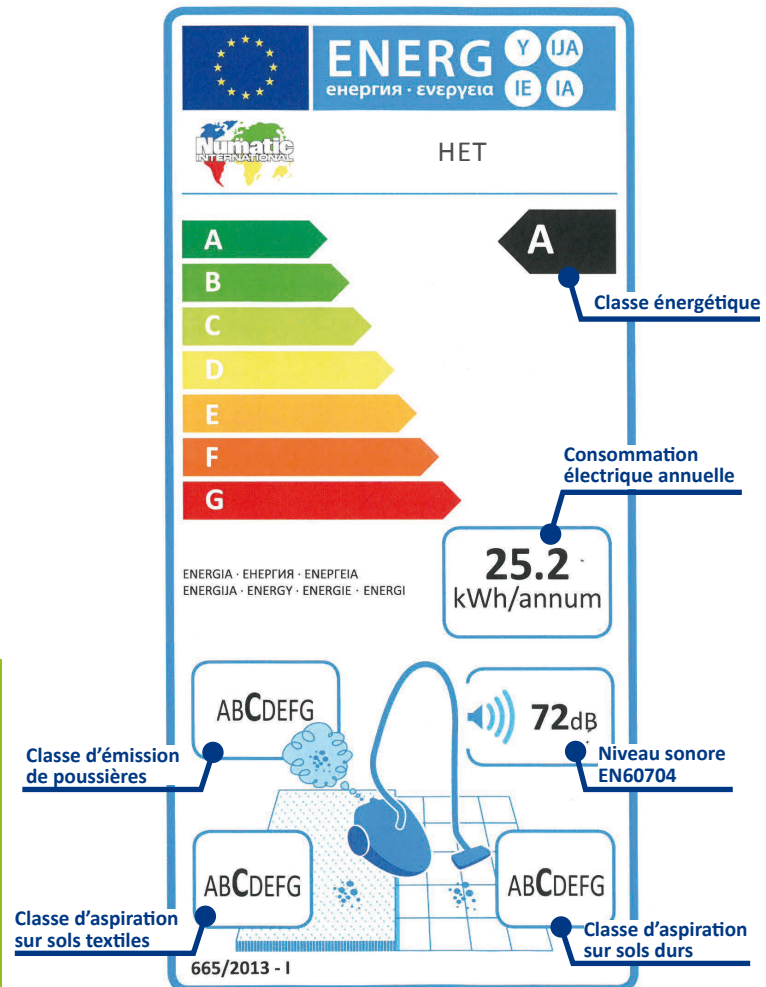 ENERG
енергия · ενεργεια
Y IJA
IE IA
Numatic
INTERNATIONAL
HET
A
B
C
D
E
F
G
A
Classe énergétique
Consommation
électrique annuelle
25.2
kWh/annum
ENERGIA · ЕНЕРГИЯ · ΕΝΕΡΓΕΙΑ
ENERGIJA · ENERGY · ENERGIE · ENERGI
ABCDEFG
Classe d'émission
de poussières
72dB
Niveau sonore
EN60704
ABCDEFG
Classe d'aspiration
sur sols textiles
ABCDEFG
Classe d'aspiration
sur sols durs
665/2013 - I